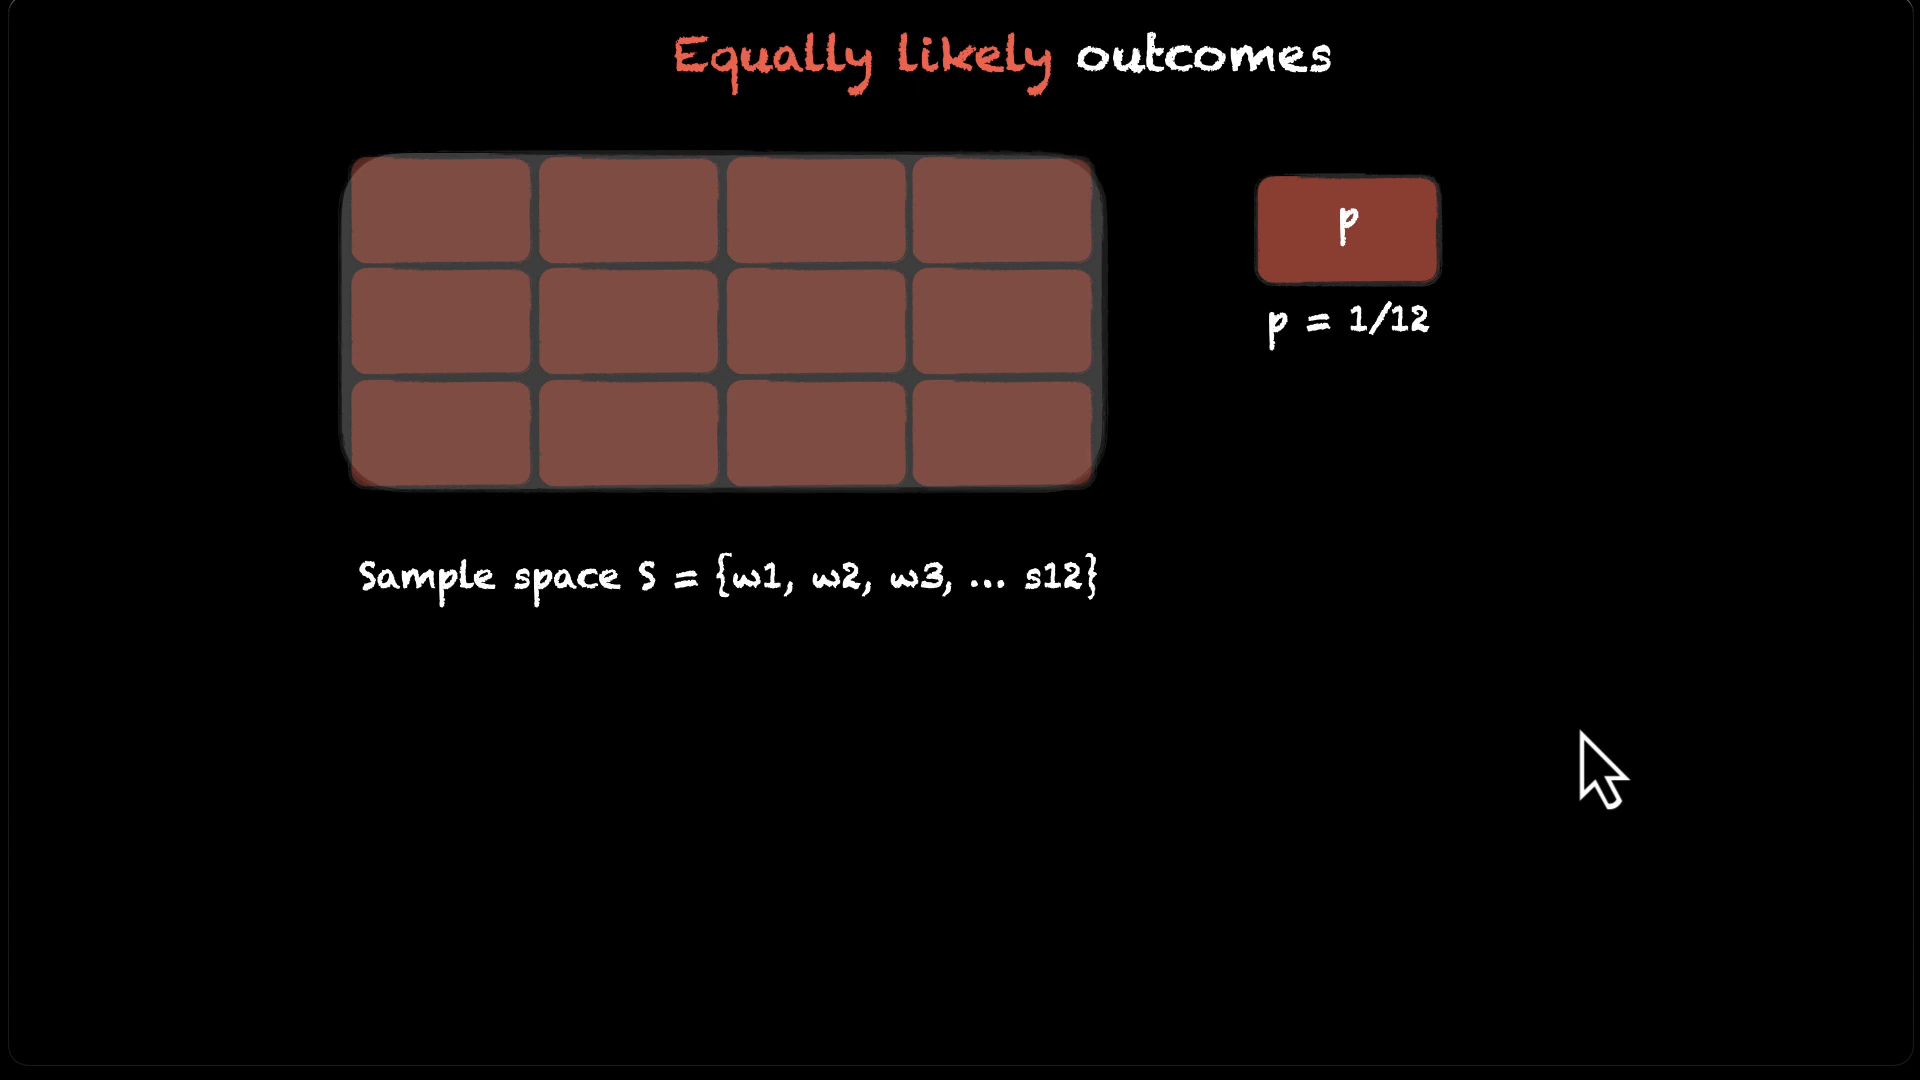 Equally likely outcomes
p
p = 1/12
Sample space S = {w1, w2, w3, ... s12}